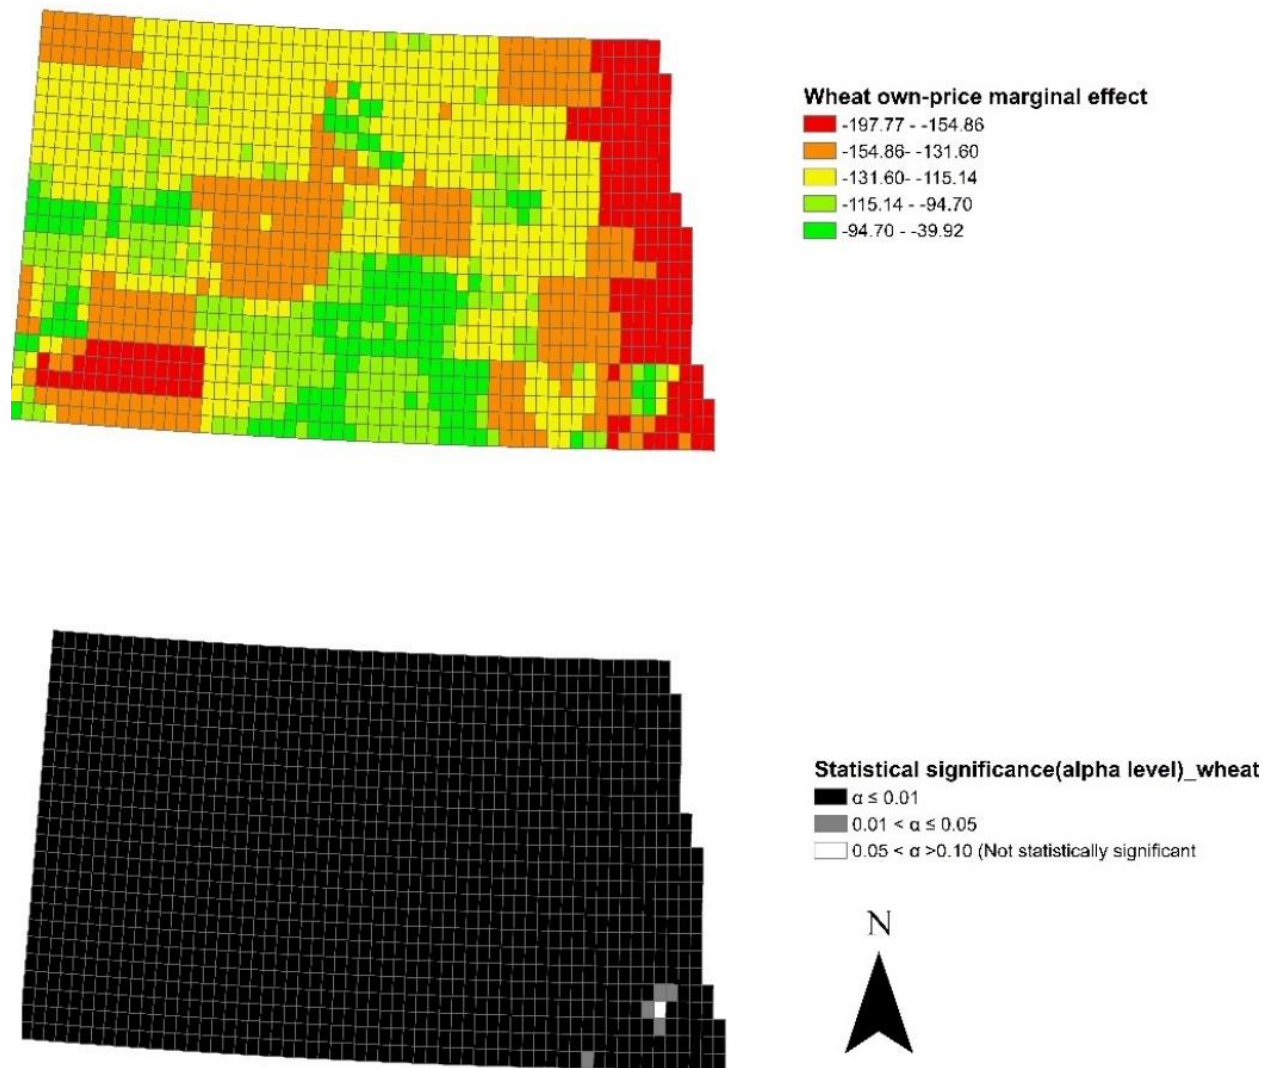 Wheat own-price marginal effect
-197.77 - -154.86
-154.86- -131.60
-131.60- -115.14
-115.14 - -94.70
-94.70 - -39.92
Statistical significance(alpha level)_wheat
α ≤ 0.01
0.01 < α ≤ 0.05
0.05 < α >0.10 (Not statistically significant
N